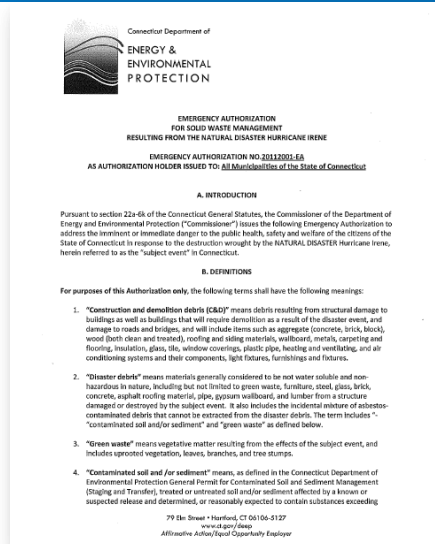 Connecticut Department of
ENERGY &
ENVIRONMENTAL
PROTECTION
EMERGENCY AUTHORIZATION
FOR SOLID WASTE MANAGEMENT
RESULTING FROM THE NATURAL DISASTER HURRICANE IRENE
EMERGENCY AUTHORIZATION NO.20112001-EA
AS AUTHORIZATION HOLDER ISSUED TO: All Municipalities of the State of Connecticut
A. INTRODUCTION
Pursuant to section 22a-6k of the Connecticut General Statutes, the Commissioner of the Department of
Energy and Environmental Protection ("Commissioner") issues the following Emergency Authorization to
address the imminent or immediate danger to the public health, safety and welfare of the citizens of the
State of Connecticut in response to the destruction wrought by the NATURAL DISASTER Hurricane Irene,
herein referred to as the "subject event" in Connecticut.
B. DEFINITIONS
For purposes of this Authorization only, the following terms shall have the following meanings:
1. "Construction and demolition debris (C&D)" means debris resulting from structural damage to
buildings as well as buildings that will require demolition as a result of the disaster event, and
damage to roads and bridges, and will include items such as aggregate (concrete, brick, block),
wood (both clean and treated), roofing and siding materials, wallboard, metals, carpeting and
flooring, insulation, glass, tile, window coverings, plastic pipe, heating and ventilating, and air
conditioning systems and their components, light fixtures, furnishings and fixtures.
2. "Disaster debris" means materials generally considered to be not water soluble and non-
hazardous in nature, including but not limited to green waste, furniture, steel, glass, brick,
concrete, asphalt roofing material, pipe, gypsum wallboard, and lumber from a structure
damaged or destroyed by the subject event. It also includes the incidental mixture of asbestos-
contaminated debris that cannot be extracted from the disaster debris. The term includes "-
"contaminated soil and/or sediment" and "green waste" as defined below.
3. "Green waste" means vegetative matter resulting from the effects of the subject event, and
includes uprooted vegetation, leaves, branches, and tree stumps.
4. "Contaminated soil and /or sediment" means, as defined in the Connecticut Department of
Environmental Protection General Permit for Contaminated Soil and Sediment Management
(Staging and Transfer), treated or untreated soil and/or sediment affected by a known or
suspected release and determined, or reasonably expected to contain substances exceeding
79 Elm Street • Hartford, CT 06106-5127
www.ct.gov/deep
Affirmative Action/Equal Opportunity Employer